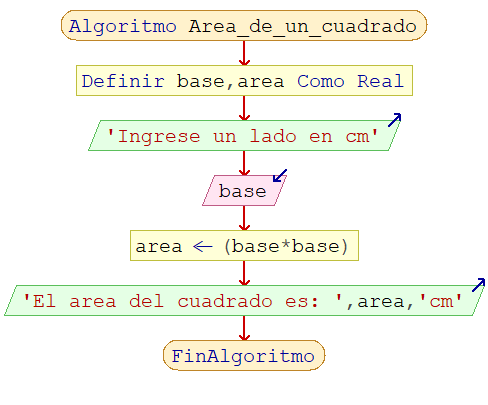 Algoritmo Area_de_un_cuadrado
Definir base,area Como Real
'Ingrese un lado en cm'
base
area ← (base*base)
'El area del cuadrado es: ',area,'cm'
FinAlgoritmo